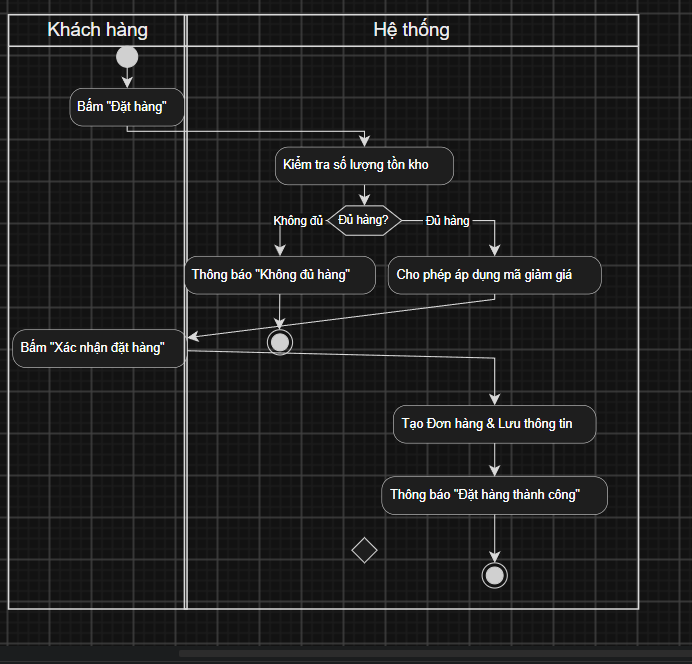 Khách hàng
Hệ thống
Bấm "Đặt hàng"
Kiểm tra số lượng tồn kho
Không đủ
Đủ hàng?
Đủ hàng
Thông báo "Không đủ hàng"
Cho phép áp dụng mã giảm giá
Bấm "Xác nhận đặt hàng"
Tạo Đơn hàng & Lưu thông tin
Thông báo "Đặt hàng thành công"